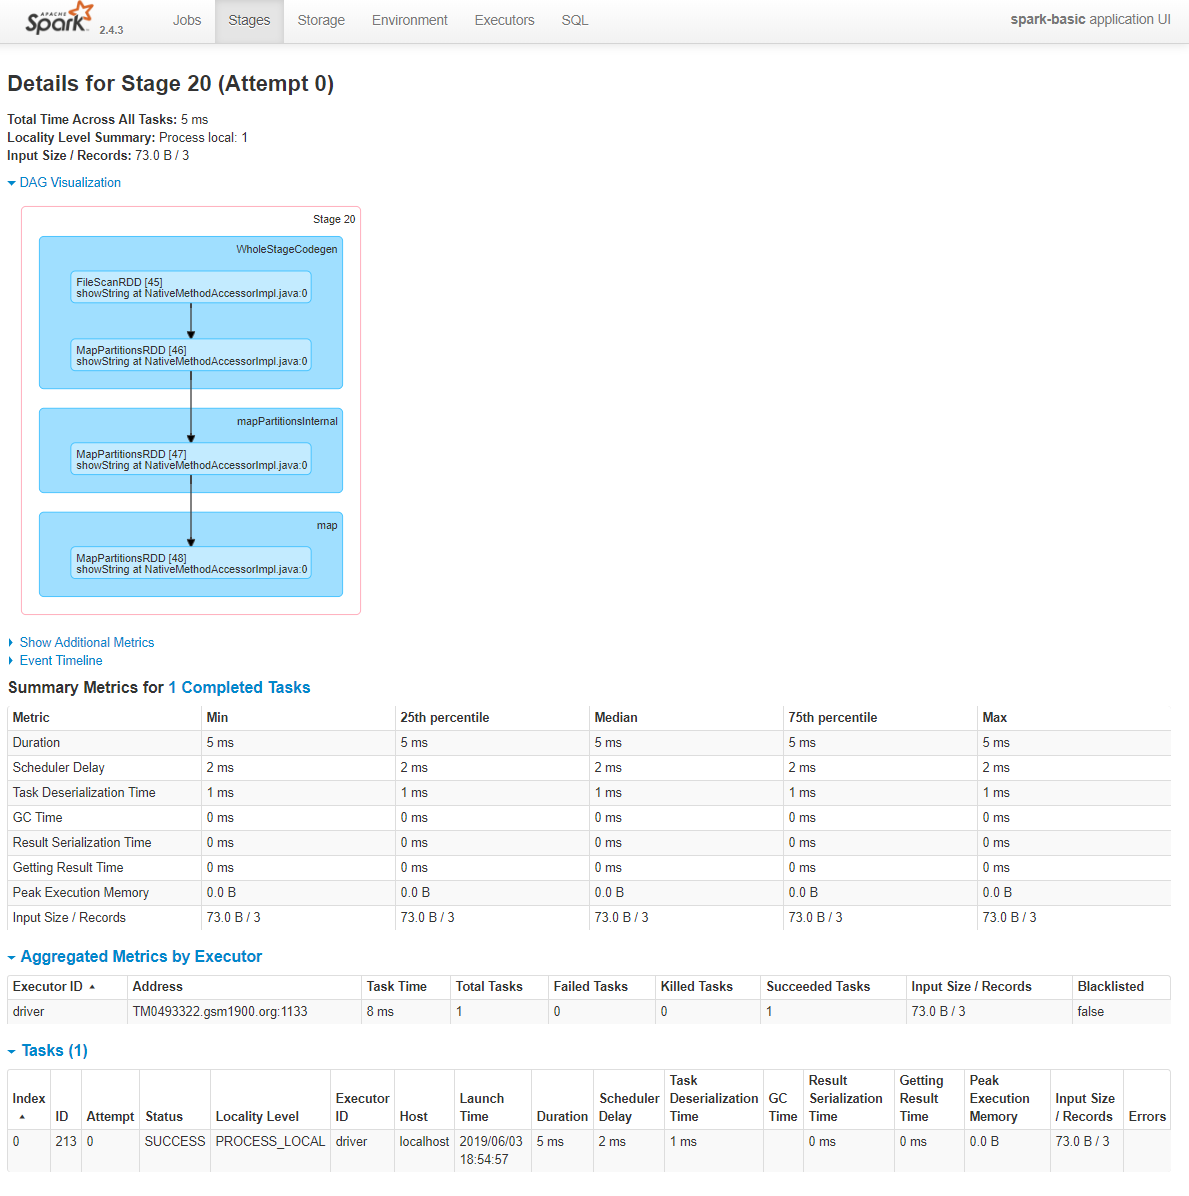 APACHE Spark 2.4.3 Jobs Stages Storage Environment Executors SQL spark-basic application UI
Details for Stage 20 (Attempt 0)
Total Time Across All Tasks: 5 ms
Locality Level Summary: Process local: 1
Input Size / Records: 73.0 B / 3
DAG Visualization
Stage 20
WholeStageCodegen
FileScanRDD [45]
showString at NativeMethodAccessorImpl.java:0
MapPartitionsRDD [46]
showString at NativeMethodAccessorImpl.java:0
mapPartitionsInternal
MapPartitionsRDD [47]
showString at NativeMethodAccessorImpl.java:0
map
MapPartitionsRDD [48]
showString at NativeMethodAccessorImpl.java:0
Show Additional Metrics
Event Timeline
Summary Metrics for 1 Completed Tasks
Metric Min 25th percentile Median 75th percentile Max
Duration 5 ms 5 ms 5 ms 5 ms 5 ms
Scheduler Delay 2 ms 2 ms 2 ms 2 ms 2 ms
Task Deserialization Time 1 ms 1 ms 1 ms 1 ms 1 ms
GC Time 0 ms 0 ms 0 ms 0 ms 0 ms
Result Serialization Time 0 ms 0 ms 0 ms 0 ms 0 ms
Getting Result Time 0 ms 0 ms 0 ms 0 ms 0 ms
Peak Execution Memory 0.0 B 0.0 B 0.0 B 0.0 B 0.0 B
Input Size / Records 73.0 B / 3 73.0 B / 3 73.0 B / 3 73.0 B / 3 73.0 B / 3
Aggregated Metrics by Executor
Executor ID Address Task Time Total Tasks Failed Tasks Killed Tasks Succeeded Tasks Input Size / Records Blacklisted
driver TM0493322.gsm1900.org:1133 8 ms 1 0 0 1 73.0 B / 3 false
Tasks (1)
Index ID Attempt Status Locality Level Executor ID Host Launch Time Duration Scheduler Delay Task Deserialization Time GC Time Result Serialization Time Getting Result Time Peak Execution Memory Input Size / Records Errors
0 213 0 SUCCESS PROCESS_LOCAL driver localhost 2019/06/03 18:54:57 5 ms 2 ms 1 ms 0 ms 0 ms 0.0 B 73.0 B / 3